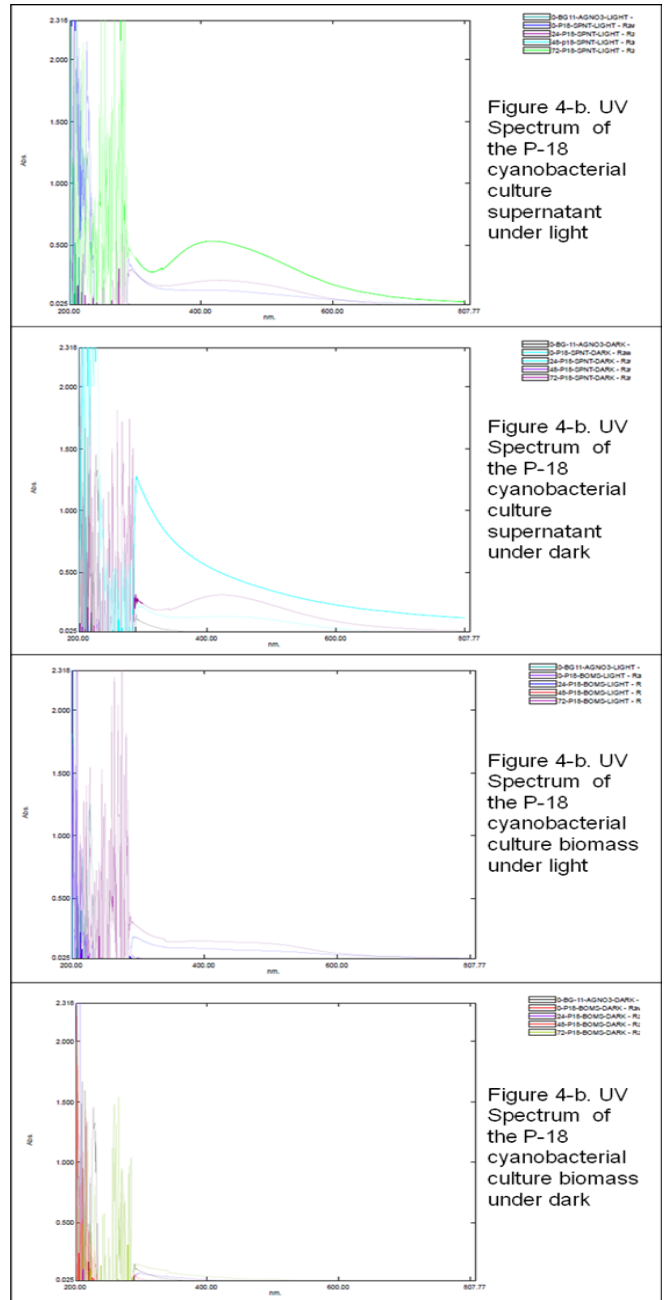 2.318
2.000
1.500
1.000
0.500
0.025
Abs.
200.00
400.00
600.00
807.77
nm.
0-BG11-AGNO3-LIGHT -
0-P18-SPNT-LIGHT - Raw
24-P18-SPNT-LIGHT - Ra
48-p18-SPNT-LIGHT - Ra
72-P18-SPNT-LIGHT - Ra
Figure 4-b. UV
Spectrum of
the P-18
cyanobacterial
culture
supernatant
under light
2.318
2.000
1.500
1.000
0.500
0.025
Abs.
200.00
400.00
600.00
807.77
nm.
0-BG-11-AGNO3-DARK -
0-P18-SPNT-DARK - Raw
24-P18-SPNT-DARK - Ra
48-P18-SPNT-DARK - Ra
72-P18-SPNT-DARK - Ra
Figure 4-b. UV
Spectrum of
the P-18
cyanobacterial
culture
supernatant
under dark
2.318
2.000
1.500
1.000
0.500
0.025
Abs.
200.00
400.00
600.00
807.77
nm.
0-BG11-AGNO3-LIGHT -
0-P18-BOMS-LIGHT - Ra
24-P18-BOMS-LIGHT - R
48-P18-BOMS-LIGHT - R
72-P18-BOMS-LIGHT - R
Figure 4-b. UV
Spectrum of
the P-18
cyanobacterial
culture biomass
under light
2.318
2.000
1.500
1.000
0.500
0.025
Abs.
200.00
400.00
600.00
807.77
nm.
0-BG-11-AGNO3-DARK -
0-P18-BOMS-DARK - Rav
24-P18-BOMS-DARK - Ra
48-P18-BOMS-DARK - Ra
72-P18-BOMS-DARK - Ra
Figure 4-b. UV
Spectrum of
the P-18
cyanobacterial
culture biomass
under dark